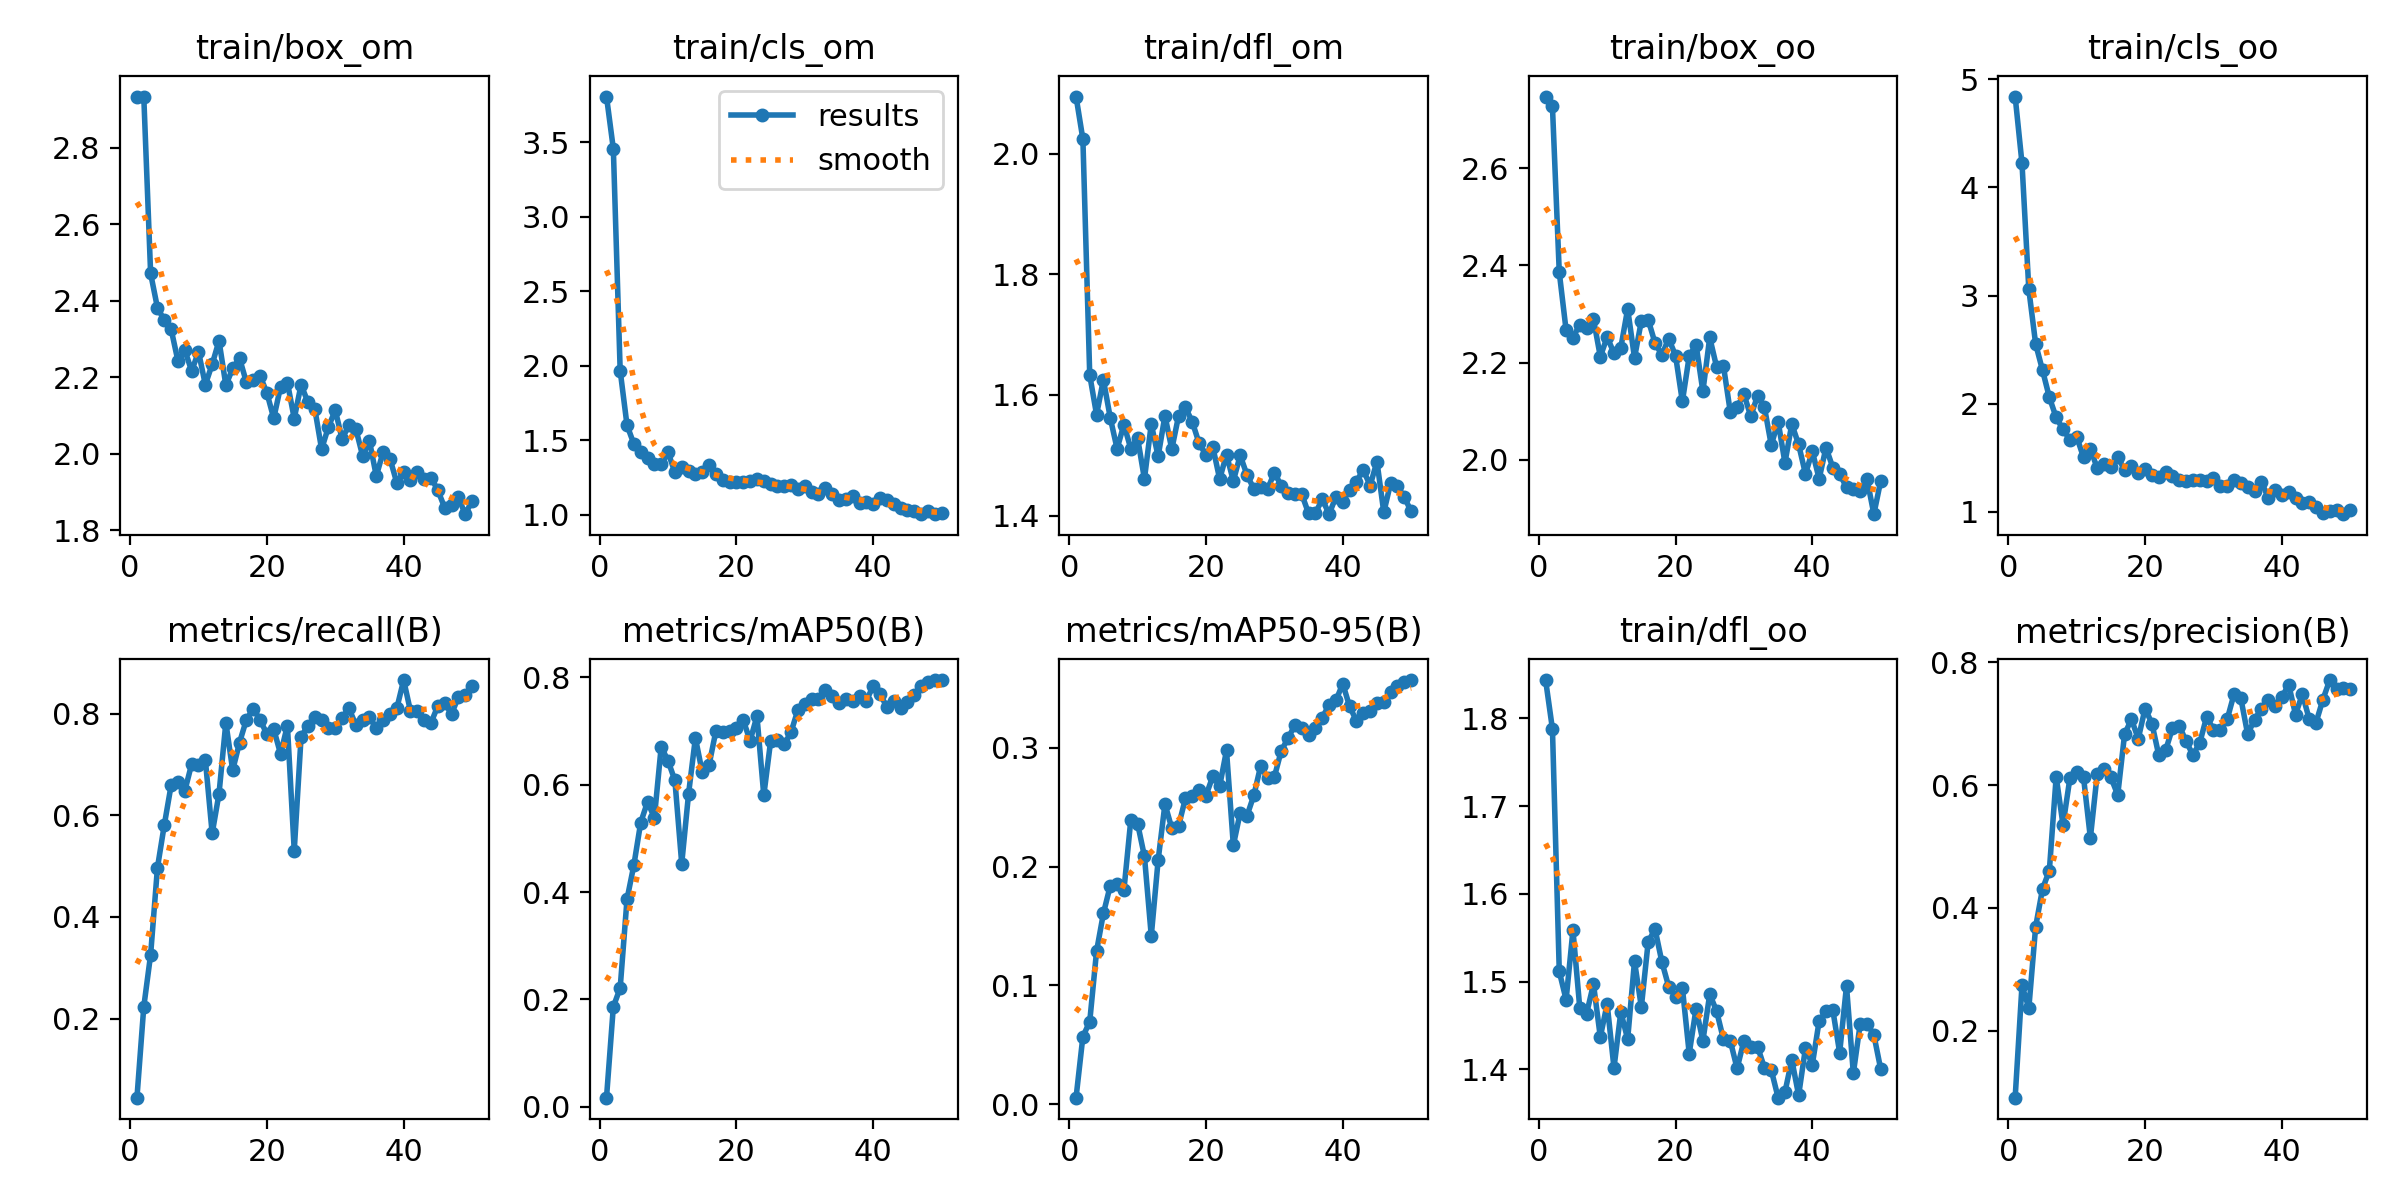 train/box_om
train/cls_om
train/dfl_om
train/box_oo
train/cls_oo
2.8
2.6
2.4
2.2
2.0
1.8
0 20 40
results
smooth
3.5
3.0
2.5
2.0
1.5
1.0
0 20 40
2.0
1.8
1.6
1.4
0 20 40
2.6
2.4
2.2
2.0
0 20 40
5
4
3
2
1
0 20 40
metrics/recall(B)
metrics/mAP50(B)
metrics/mAP50-95(B)
train/dfl_oo
metrics/precision(B)
0.8
0.6
0.4
0.2
0 20 40
0.8
0.6
0.4
0.2
0.0
0 20 40
0.3
0.2
0.1
0.0
0 20 40
1.8
1.7
1.6
1.5
1.4
0 20 40
0.8
0.6
0.4
0.2
0 20 40